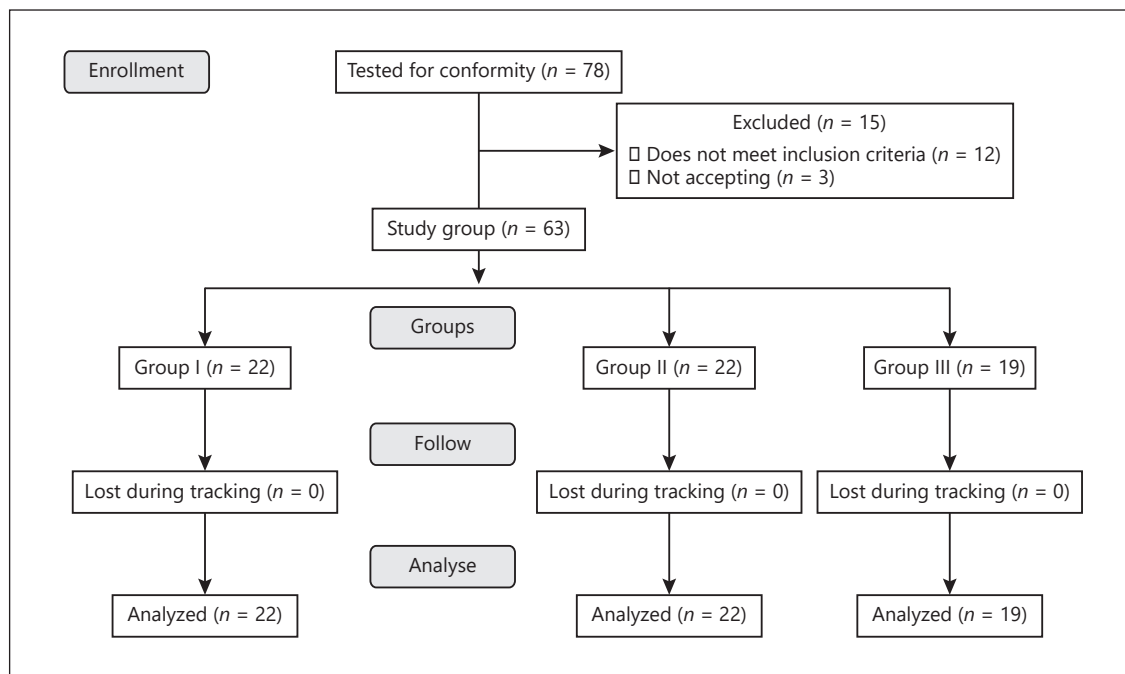 Enrollment
Tested for conformity (n = 78)
Excluded (n = 15)
▯ Does not meet inclusion criteria (n = 12)
▯ Not accepting (n = 3)
Study group (n = 63)
Groups
Group I (n = 22)
Group II (n = 22)
Group III (n = 19)
Follow
Lost during tracking (n = 0)
Lost during tracking (n = 0)
Lost during tracking (n = 0)
Analyse
Analyzed (n = 22)
Analyzed (n = 22)
Analyzed (n = 19)